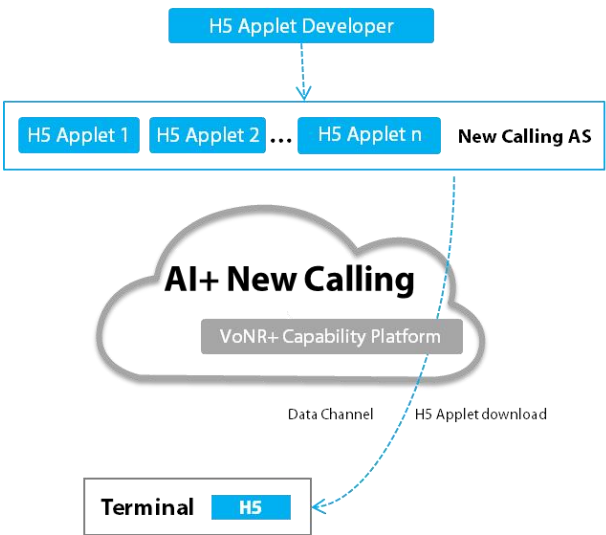 H5 Applet Developer
H5 Applet 1 H5 Applet 2 ... H5 Applet n New Calling AS
AI+ New Calling
VoNR+ Capability Platform
Data Channel H5 Applet download
Terminal H5